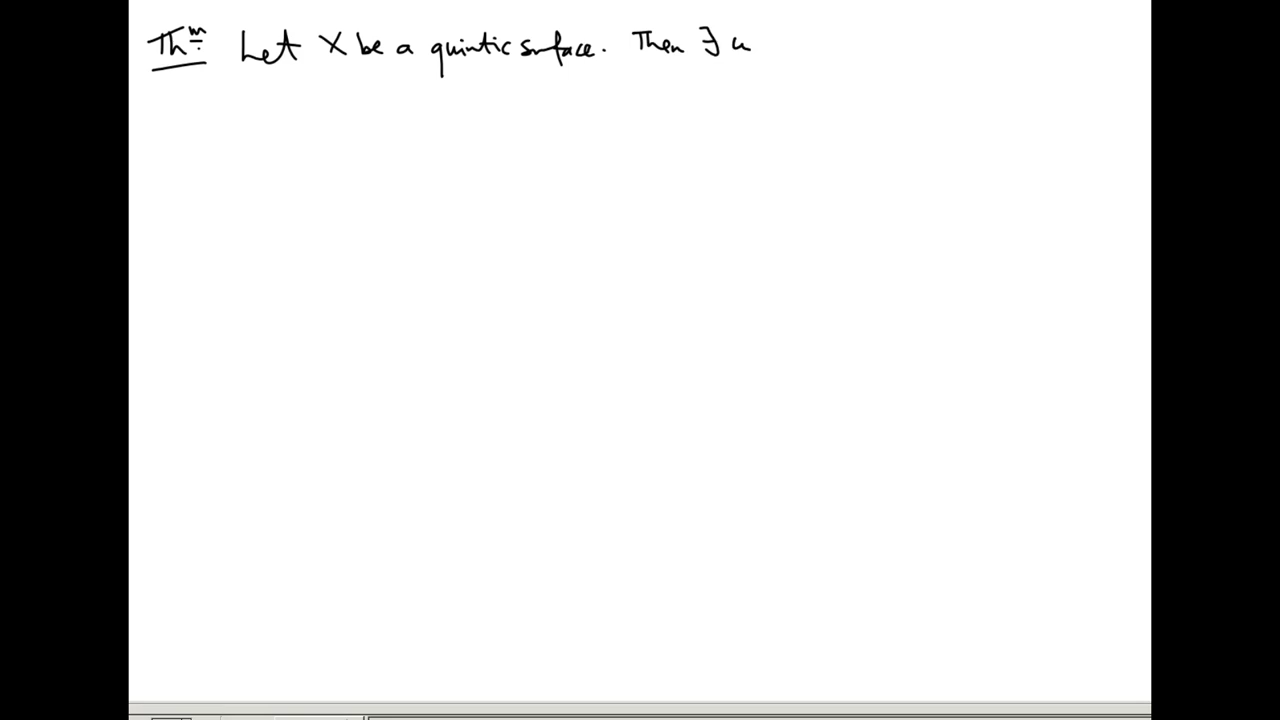 Thm: Let X be a quintic surface. Then ∃